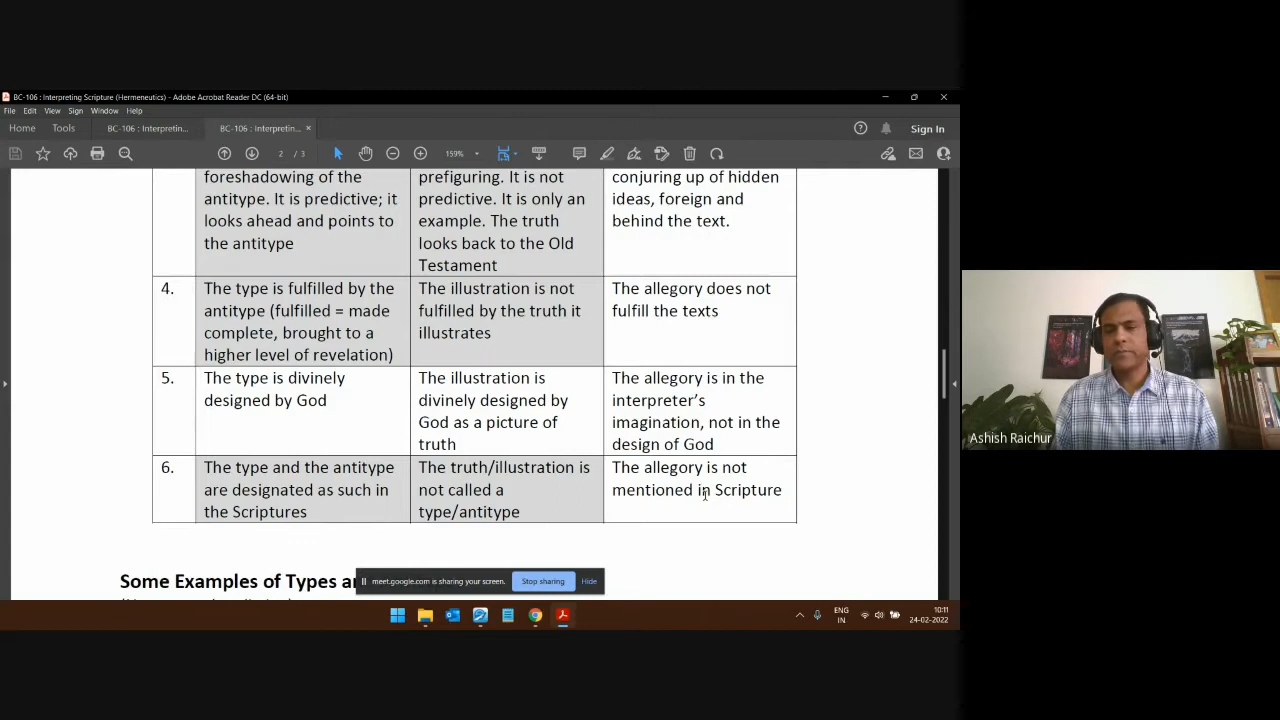 BC-106 : Interpreting Scripture (Hermeneutics) - Adobe Acrobat Reader DC (64-bit)
File Edit View Sign Window Help
Home Tools BC-106 : Interpretin... BC-106 : Interpretin... × Sign In
2 / 3 159%
foreshadowing of the
antitype. It is predictive; it
looks ahead and points to
the antitype
prefiguring. It is not
predictive. It is only an
example. The truth
looks back to the Old
Testament
conjuring up of hidden
ideas, foreign and
behind the text.
4.
The type is fulfilled by the
antitype (fulfilled = made
complete, brought to a
higher level of revelation)
The illustration is not
fulfilled by the truth it
illustrates
The allegory does not
fulfill the texts
5.
The type is divinely
designed by God
The illustration is
divinely designed by
God as a picture of
truth
The allegory is in the
interpreter's
imagination, not in the
design of God
6.
The type and the antitype
are designated as such in
the Scriptures
The truth/illustration is
not called a
type/antitype
The allegory is not
mentioned in Scripture
Some Examples of Types
meet.google.com is sharing your screen. Stop sharing Hide
ENG
IN
10:11
24-02-2022
Ashish Raichur